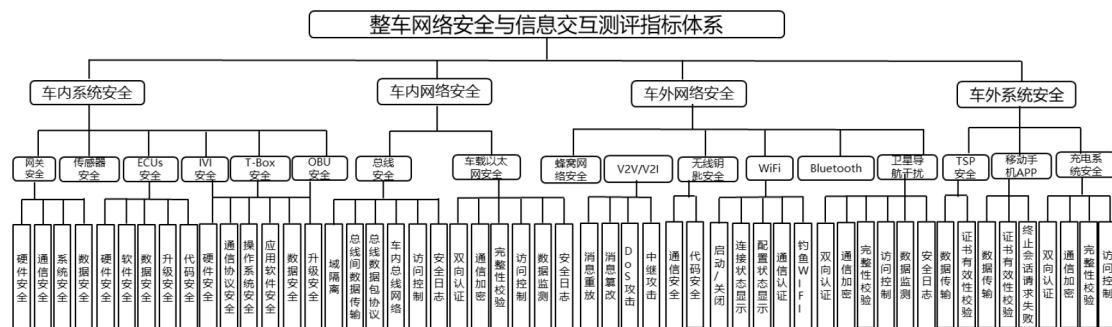 整车网络安全与信息交互测评指标体系
车内系统安全
车内网络安全
车外网络安全
车外系统安全
网关
安全
传感器
安全
ECUs
安全
IVI
安全
T-Box
安全
OBU
安全
总线
安全
车载以太
网安全
蜂窝网
络安全
V2V/V2I
无线钥
匙安全
WiFi
Bluetooth
卫星导
航干扰
TSP
安全
移动手
机APP
充电系
统安全
硬件安全
通信安全
系统安全
数据安全
硬件安全
软件安全
数据安全
升级安全
代码安全
硬件安全
通信协议安全
操作系统安全
应用软件安全
数据安全
升级安全
域隔离
总线间数据传输
总线数据包协议
车内总线网络
访问控制
安全日志
双向认证
通信加密
完整性校验
访问控制
数据监测
安全日志
消息重放
消息篡改
DoS攻击
中继攻击
通信安全
代码安全
启动/关闭
连接状态显示
配置状态显示
通信认证
钓鱼WIFI
双向认证
通信加密
完整性校验
访问控制
数据监测
安全日志
数据传输
证书有效性校验
数据传输
证书有效性校验
终止会话请求失败
双向认证
通信加密
完整性校验
访问控制